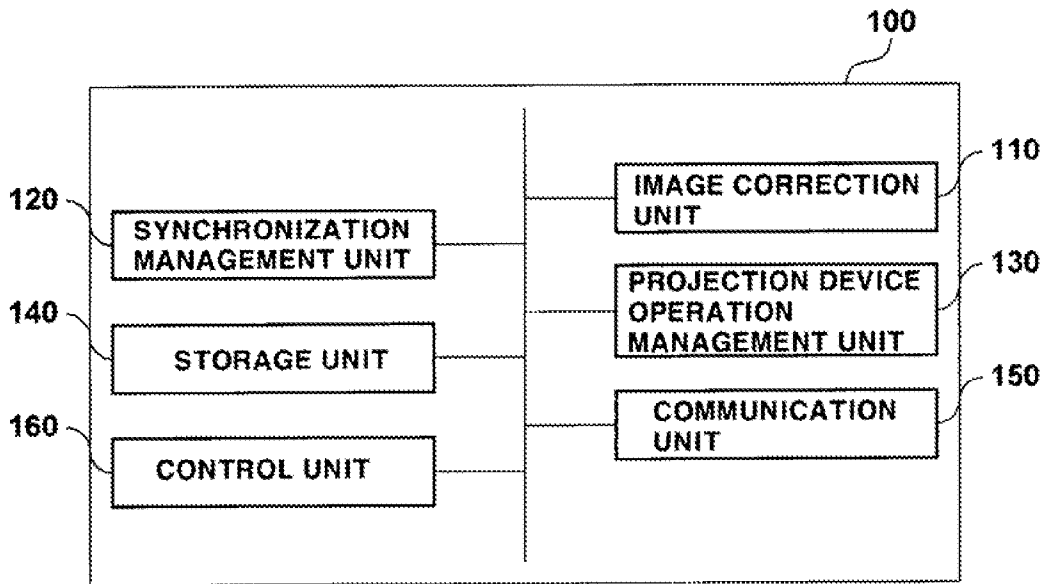 100
110
IMAGE CORRECTION
UNIT
120
SYNCHRONIZATION
MANAGEMENT UNIT
130
PROJECTION DEVICE
OPERATION
MANAGEMENT UNIT
140
STORAGE UNIT
150
COMMUNICATION
UNIT
160
CONTROL UNIT